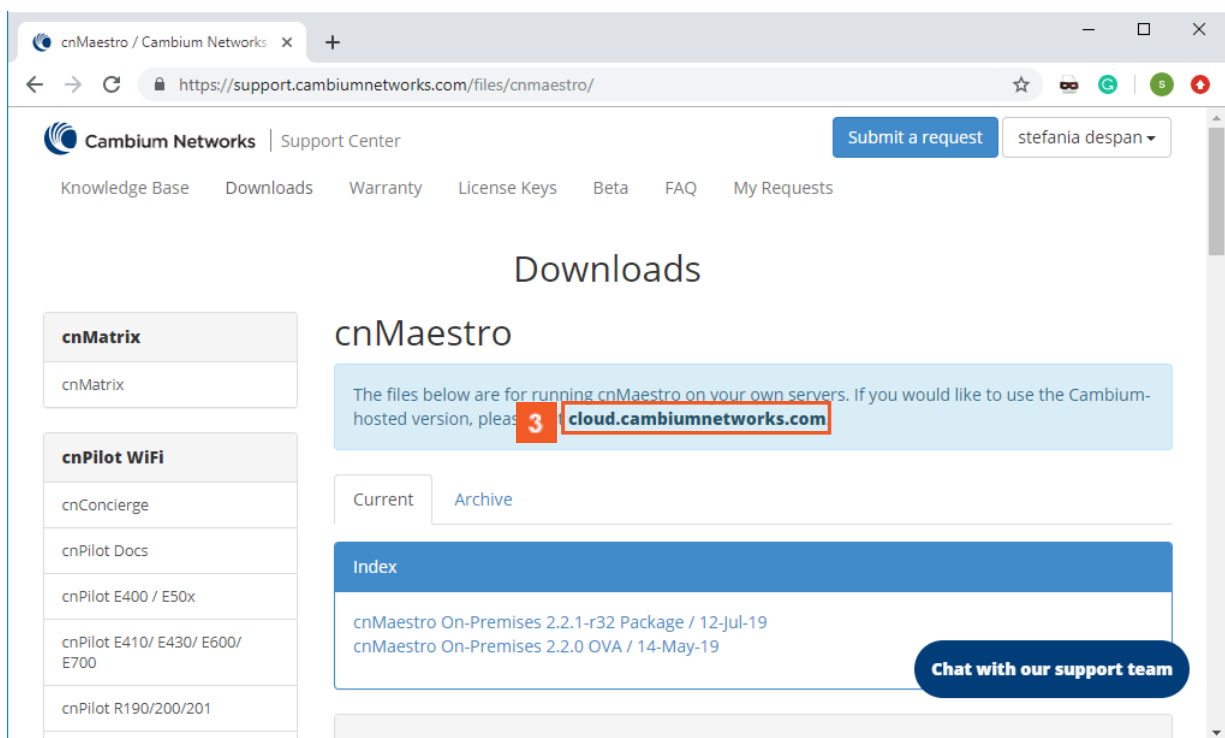 cnMaestro / Cambium Networks
https://support.cambiumnetworks.com/files/cnmaestro/
Cambium Networks | Support Center
Submit a request
stefania despan
Knowledge Base Downloads Warranty License Keys Beta FAQ My Requests
Downloads
cnMatrix
cnMatrix
cnPilot WiFi
cnConcierge
cnPilot Docs
cnPilot E400 / E50x
cnPilot E410/ E430/ E600/
E700
cnPilot R190/200/201
cnMaestro
The files below are for running cnMaestro on your own servers. If you would like to use the Cambium-
hosted version, pleas 3 cloud.cambiumnetworks.com
Current Archive
Index
cnMaestro On-Premises 2.2.1-r32 Package / 12-Jul-19
cnMaestro On-Premises 2.2.0 OVA / 14-May-19
Chat with our support team